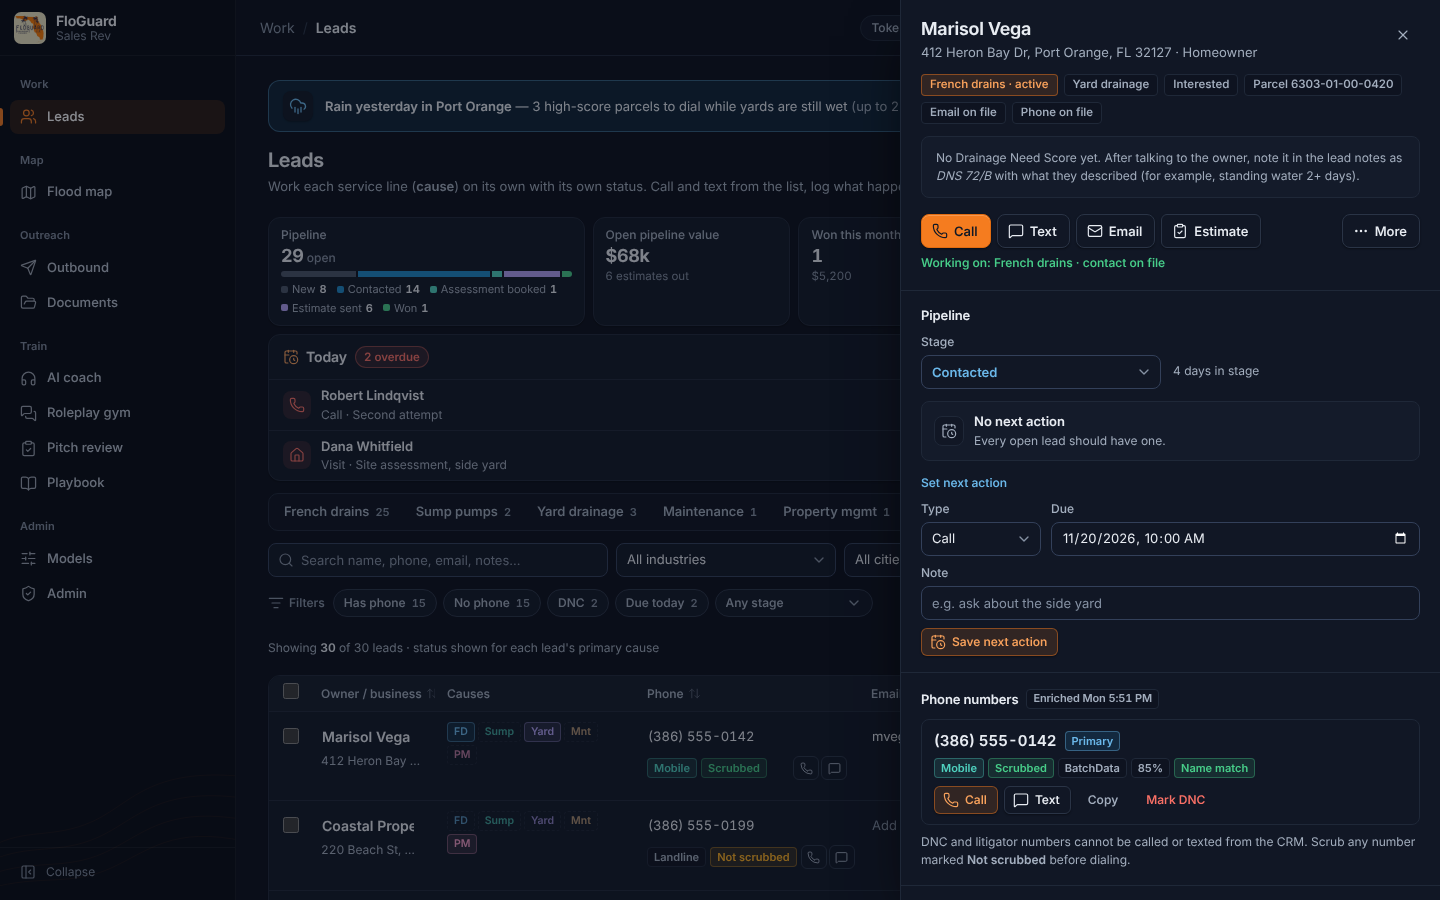 FloGuard
Sales Rev
Work
Leads
Map
Flood map
Outreach
Outbound
Documents
Train
AI coach
Roleplay gym
Pitch review
Playbook
Admin
Models
Admin
Collapse
Work / Leads
Rain yesterday in Port Orange — 3 high-score parcels to dial while yards are still wet (up to 2
Leads
Work each service line (cause) on its own with its own status. Call and text from the list, log what happ
Pipeline
29 open
New 8 Contacted 14 Assessment booked 1
Estimate sent 6 Won 1
Open pipeline value
$68k
6 estimates out
Won this month
1
$5,200
Today 2 overdue
Robert Lindqvist
Call · Second attempt
Dana Whitfield
Visit · Site assessment, side yard
French drains 25 Sump pumps 2 Yard drainage 3 Maintenance 1 Property mgmt 1
Search name, phone, email, notes... All industries All citie
Filters Has phone 15 No phone 15 DNC 2 Due today 2 Any stage
Showing 30 of 30 leads · status shown for each lead's primary cause
Owner / business Causes Phone Emai
Marisol Vega
412 Heron Bay ...
FD Sump Yard Mnt
PM
(386) 555-0142
Mobile Scrubbed
Coastal Prope
220 Beach St, ...
FD Sump Yard Mnt
PM
(386) 555-0199
Landline Not scrubbed
Add
Marisol Vega
412 Heron Bay Dr, Port Orange, FL 32127 · Homeowner
French drains · active Yard drainage Interested Parcel 6303-01-00-0420
Email on file Phone on file
No Drainage Need Score yet. After talking to the owner, note it in the lead notes as
DNS 72/B with what they described (for example, standing water 2+ days).
Call Text Email Estimate More
Working on: French drains · contact on file
Pipeline
Stage
Contacted 4 days in stage
No next action
Every open lead should have one.
Set next action
Type Due
Call 11/20/2026, 10:00 AM
Note
e.g. ask about the side yard
Save next action
Phone numbers Enriched Mon 5:51 PM
(386) 555-0142 Primary
Mobile Scrubbed BatchData 85% Name match
Call Text Copy Mark DNC
DNC and litigator numbers cannot be called or texted from the CRM. Scrub any number
marked Not scrubbed before dialing.